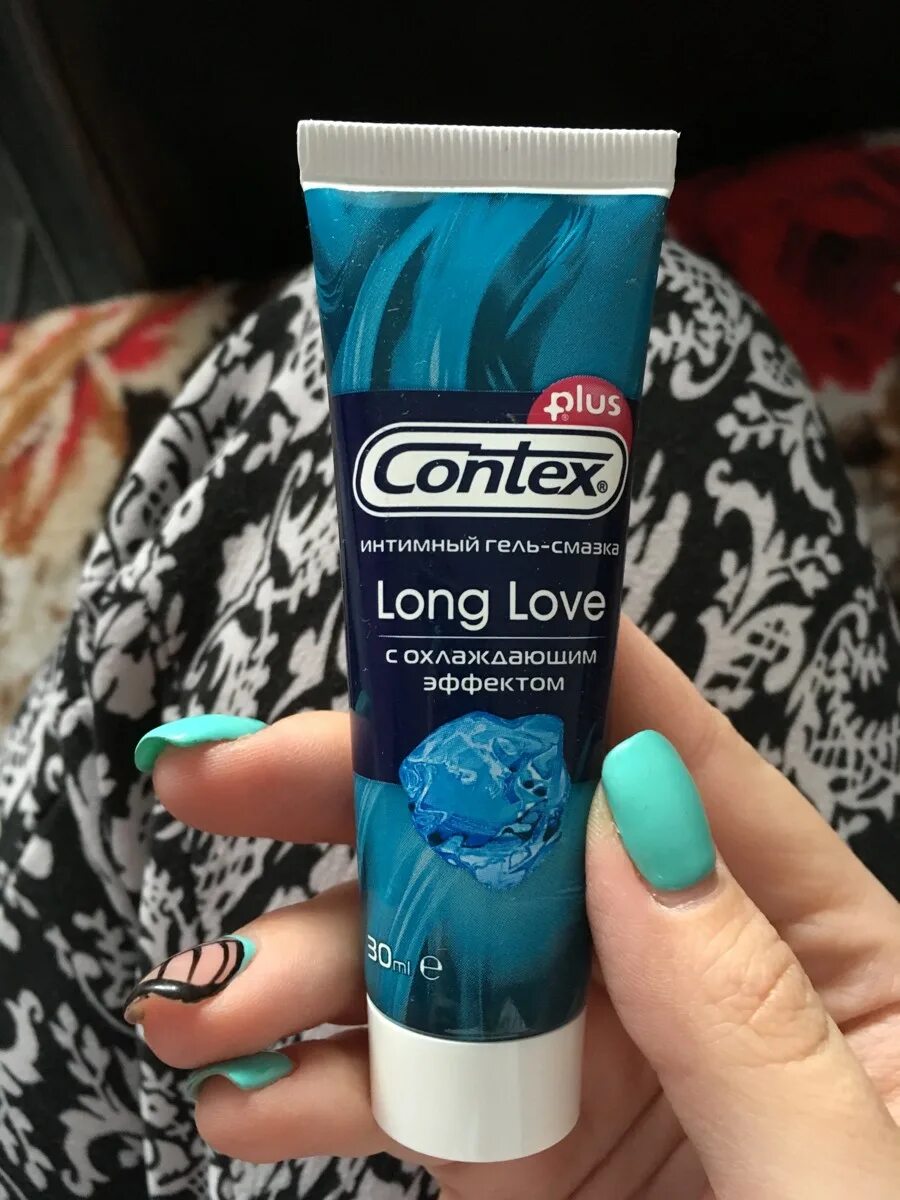 plus
Contex®
интимный гель-смазка
Long Love
с охлаждающим
эффектом
30ml e